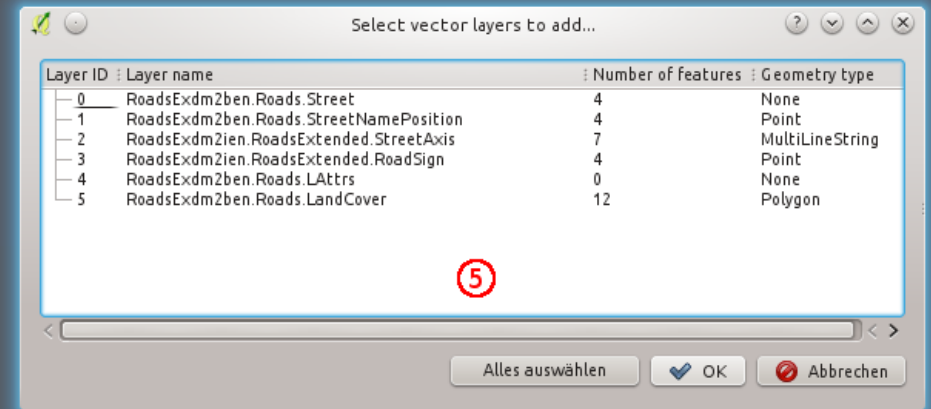 Select vector layers to add...
Layer ID Layer name Number of features Geometry type
0 RoadsExdm2ben.Roads.Street 4 None
1 RoadsExdm2ben.Roads.StreetNamePosition 4 Point
2 RoadsExdm2ien.RoadsExtended.StreetAxis 7 MultiLineString
3 RoadsExdm2ien.RoadsExtended.RoadSign 4 Point
4 RoadsExdm2ben.Roads.LAttrs 0 None
5 RoadsExdm2ben.Roads.LandCover 12 Polygon
5
Alles auswählen OK Abbrechen